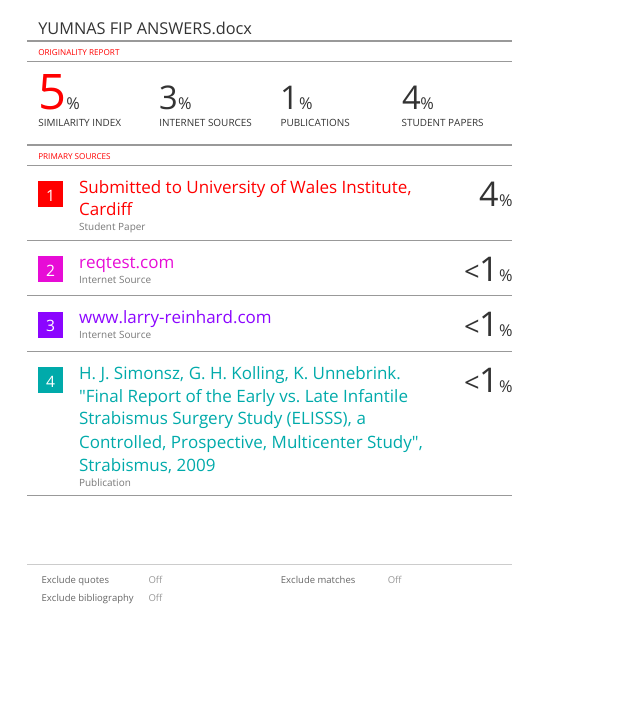 YUMNAS FIP ANSWERS.docx
ORIGINALITY REPORT
5% 3% 1% 4%
SIMILARITY INDEX INTERNET SOURCES PUBLICATIONS STUDENT PAPERS
PRIMARY SOURCES
1 Submitted to University of Wales Institute, 4%
Cardiff
Student Paper
2 reqtest.com <1%
Internet Source
3 www.larry-reinhard.com <1%
Internet Source
4 H. J. Simonsz, G. H. Kolling, K. Unnebrink. <1%
"Final Report of the Early vs. Late Infantile
Strabismus Surgery Study (ELISSS), a
Controlled, Prospective, Multicenter Study",
Strabismus, 2009
Publication
Exclude quotes Off Exclude matches Off
Exclude bibliography Off